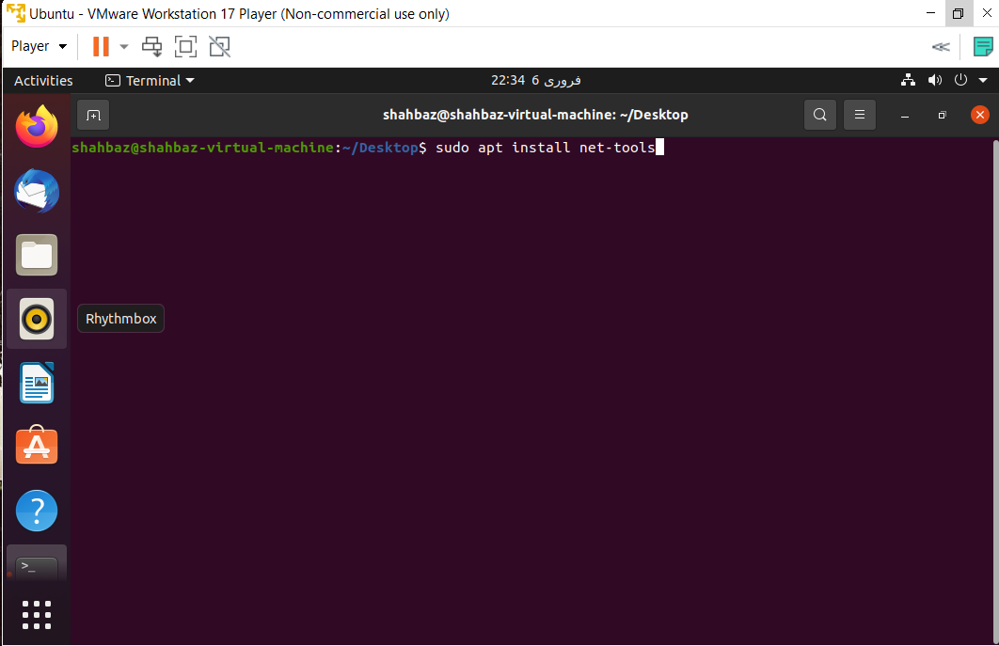 Ubuntu - VMware Workstation 17 Player (Non-commercial use only)
Player
Activities
Terminal
22:34 6 فروری
shahbaz@shahbaz-virtual-machine: ~/Desktop
shahbaz@shahbaz-virtual-machine:~/Desktop$ sudo apt install net-tools
Rhythmbox